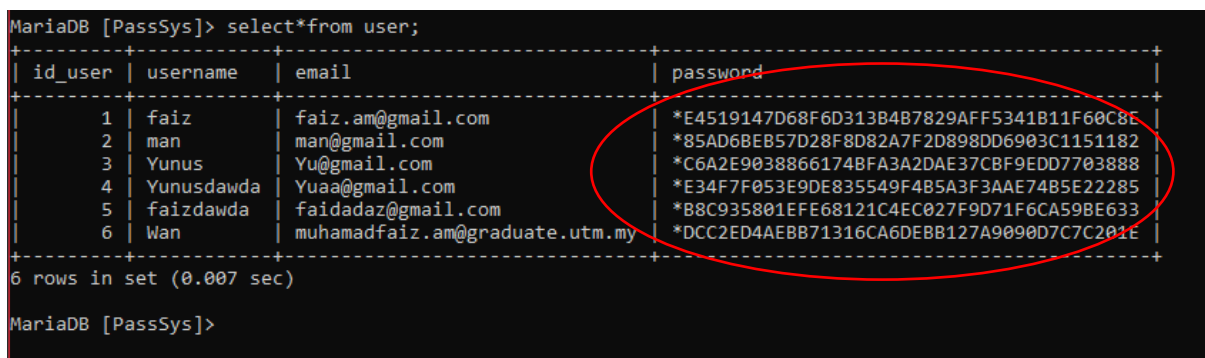 MariaDB [PassSys]> select*from user;
| id_user | username | email | password |
| 1 | faiz | faiz.am@gmail.com | *E4519147D68F6D313B4B7829AFF5341B11F60C8E |
| 2 | man | man@gmail.com | *85AD6BEB57D28F8D82A7F2D898DD6903C1151182 |
| 3 | Yunus | Yu@gmail.com | *C6A2E9038866174BFA3A2DAE37CBF9EDD7703888 |
| 4 | Yunusdawda | Yuaa@gmail.com | *E34F7F053E9DE835549F4B5A3F3AAE74B5E22285 |
| 5 | faizdawda | faidadaz@gmail.com | *B8C935801EFE68121C4EC027F9D71F6CA59BE633 |
| 6 | Wan | muhamadfaiz.am@graduate.utm.my | *DCC2ED4AEBB71316CA6DEBB127A9090D7C7C201E |
6 rows in set (0.007 sec)
MariaDB [PassSys]>